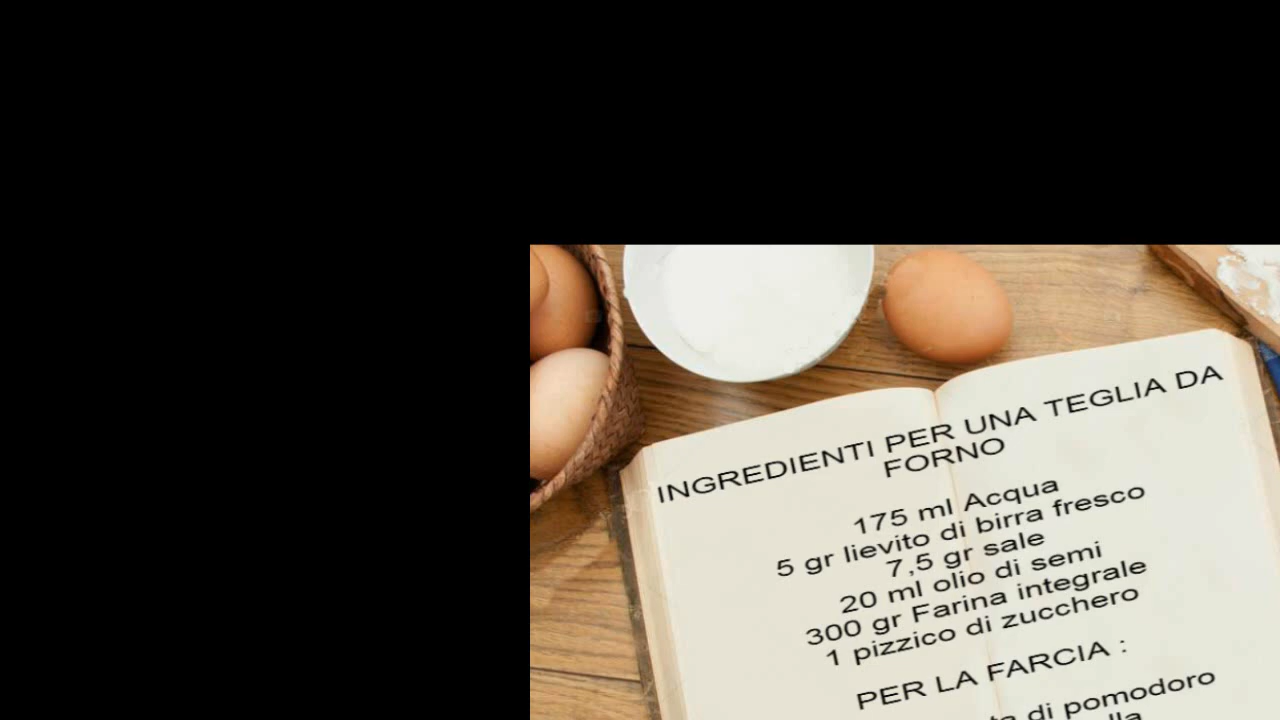 INGREDIENTI PER UNA TEGLIA DA
FORNO
175 ml Acqua
5 gr lievito di birra fresco
7,5 gr sale
20 ml olio di semi
300 gr Farina integrale
1 pizzico di zucchero
PER LA FARCIA :
di pomodoro